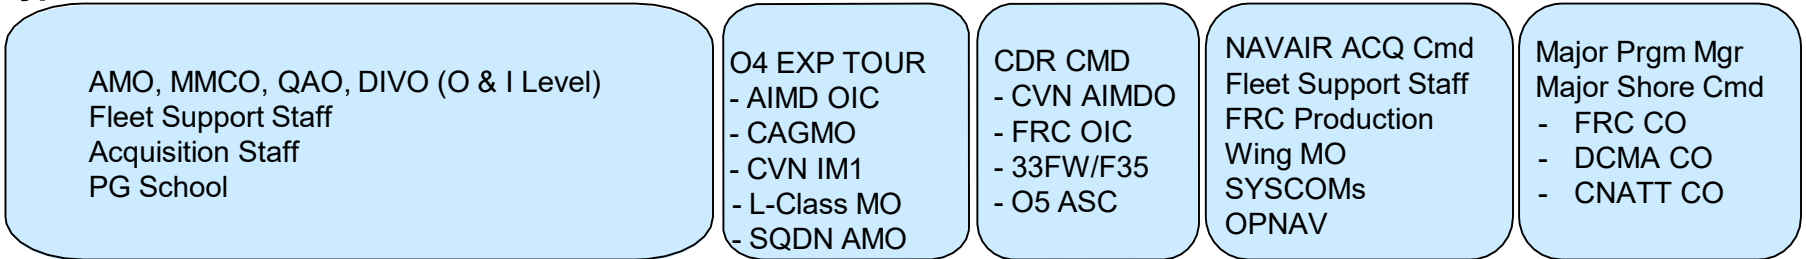 AMO, MMCO, QAO, DIVO (O & I Level)
Fleet Support Staff
Acquisition Staff
PG School
O4 EXP TOUR
- AIMD OIC
- CAGMO
- CVN IM1
- L-Class MO
- SQDN AMO
CDR CMD
- CVN AIMDO
- FRC OIC
- 33FW/F35
- O5 ASC
NAVAIR ACQ Cmd
Fleet Support Staff
FRC Production
Wing MO
SYSCOMs
OPNAV
Major Prgm Mgr
Major Shore Cmd
- FRC CO
- DCMA CO
- CNATT CO